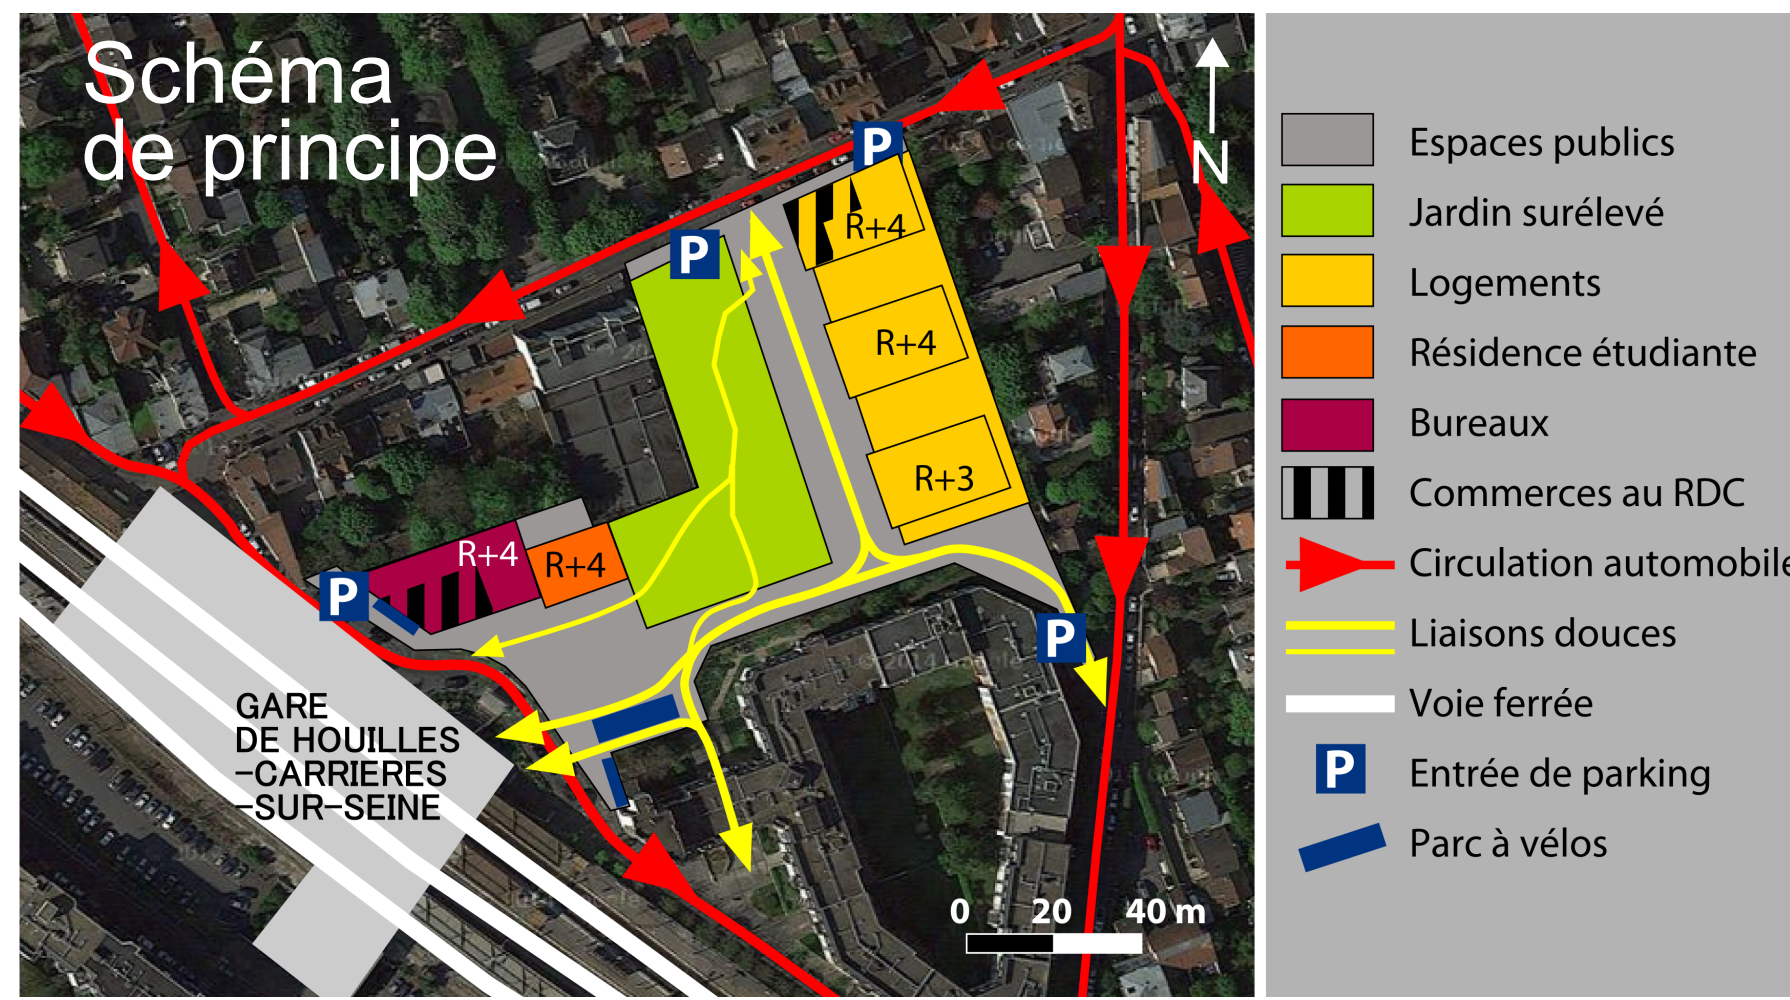 Schéma
de principe
N
P
R+4
P
R+4
R+3
R+4
R+4
P
P
© 2014 Google
GARE
DE HOUILLES
-CARRIERES
-SUR-SEINE
0 20 40 m
Espaces publics
Jardin surélevé
Logements
Résidence étudiante
Bureaux
Commerces au RDC
Circulation automobile
Liaisons douces
Voie ferrée
P Entrée de parking
Parc à vélos